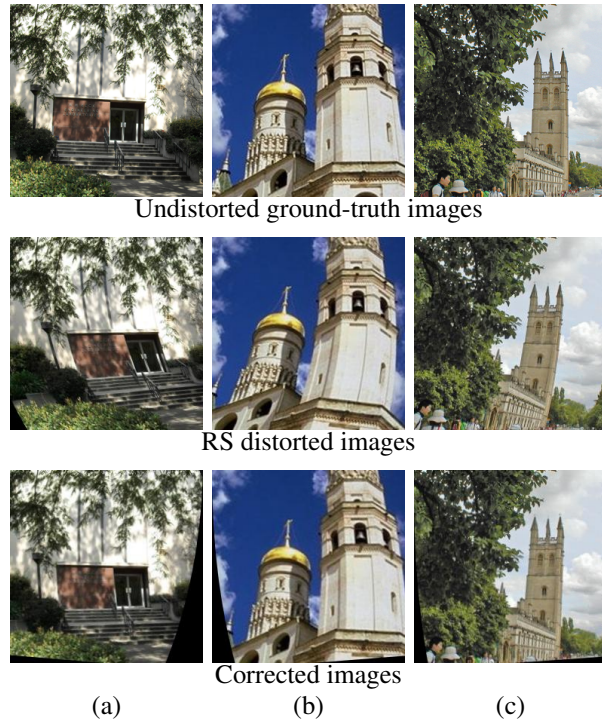 Undistorted ground-truth images
RS distorted images
Corrected images
(a) (b) (c)